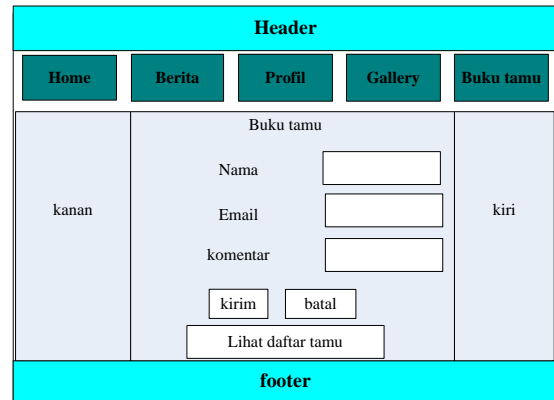 Header
Home Berita Profil Gallery Buku tamu
Buku tamu
Nama
kanan Email kiri
komentar
kirim batal
Lihat daftar tamu
footer